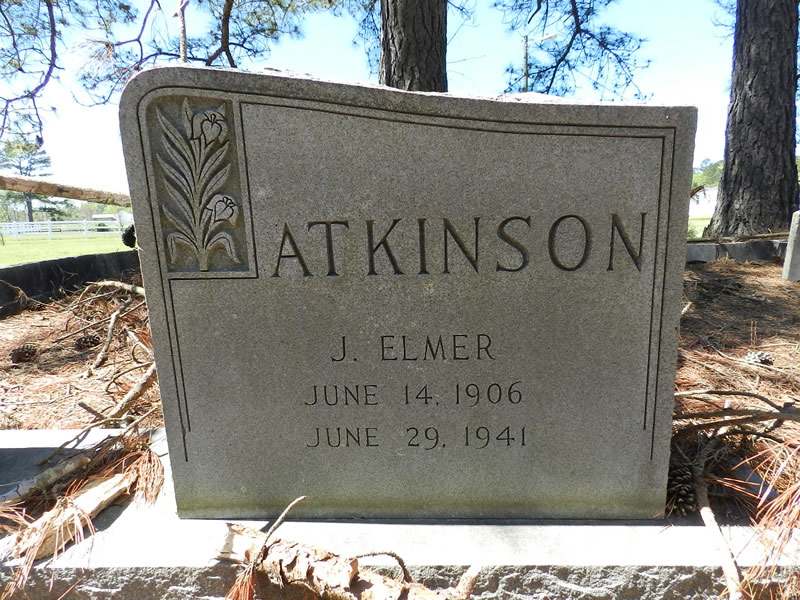 ATKINSON
J. ELMER
JUNE 14, 1906
JUNE 29, 1941